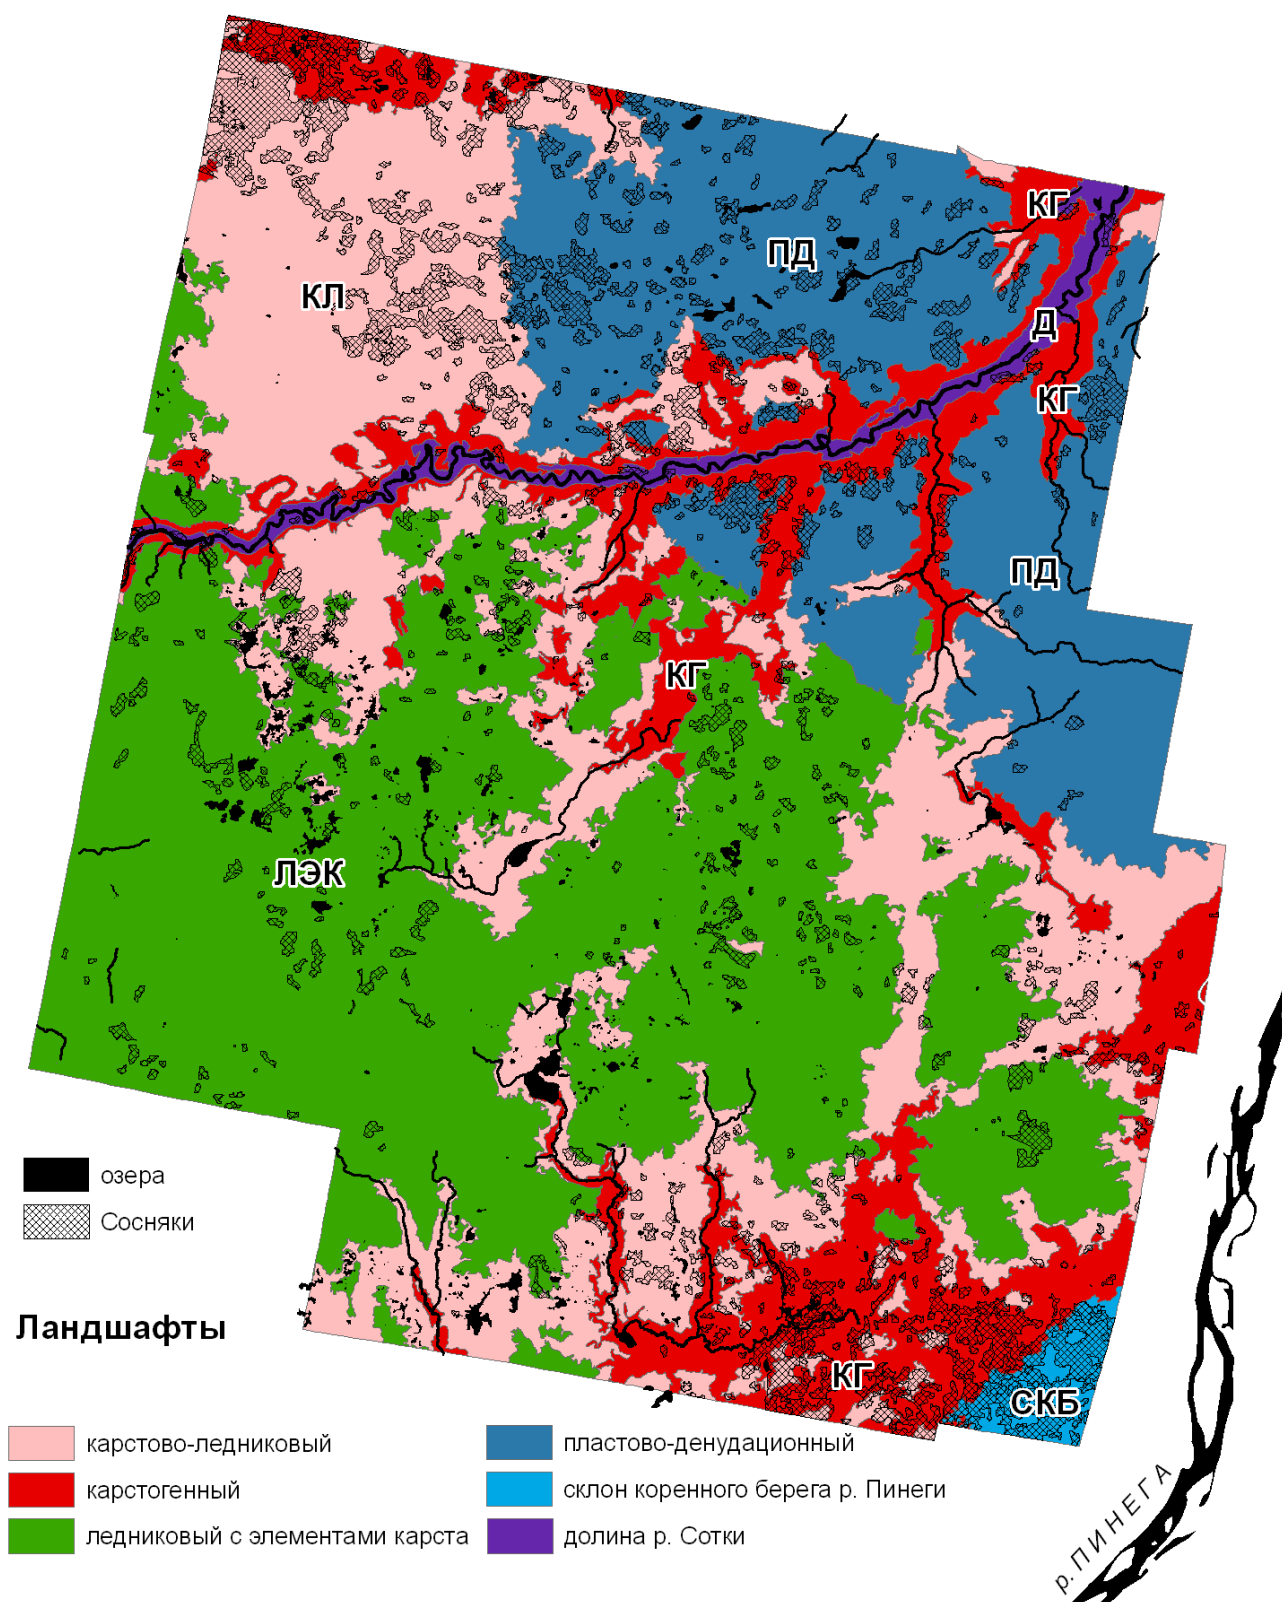 КГ
ПД
КЛ
Д
КГ
ПД
КГ
ЛЭК
озера
Сосняки
Ландшафты
КГ
СКБ
карстово-ледниковый
карстогенный
ледниковый с элементами карста
пластово-денудационный
склон коренного берега р. Пинеги
долина р. Сотки
р. ПИНЕГА